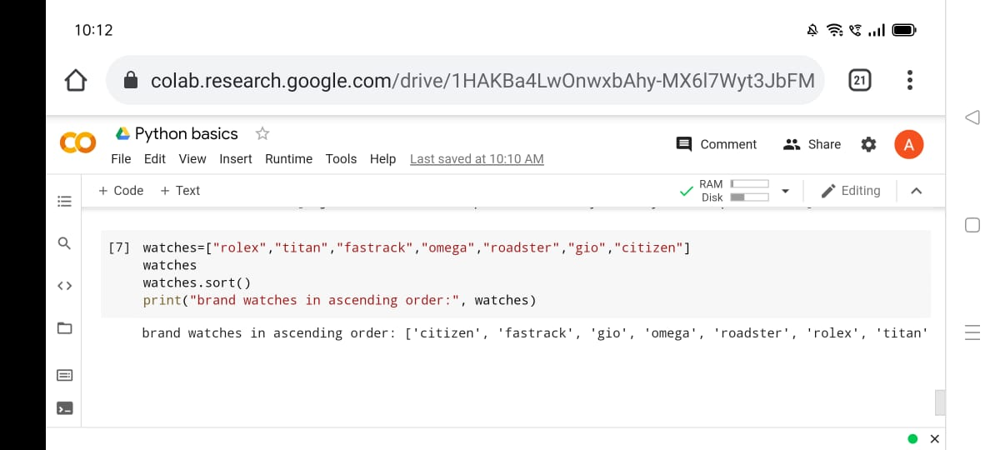 10:12
colab.research.google.com/drive/1HAKBa4LwOnwxbAhy-MX6l7Wyt3JbFM
21
Python basics
File Edit View Insert Runtime Tools Help Last saved at 10:10 AM
Comment Share A
+ Code + Text
RAM
Disk
Editing
[7] watches=["rolex","titan","fastrack","omega","roadster","gio","citizen"]
watches
watches.sort()
print("brand watches in ascending order:", watches)
brand watches in ascending order: ['citizen', 'fastrack', 'gio', 'omega', 'roadster', 'rolex', 'titan'